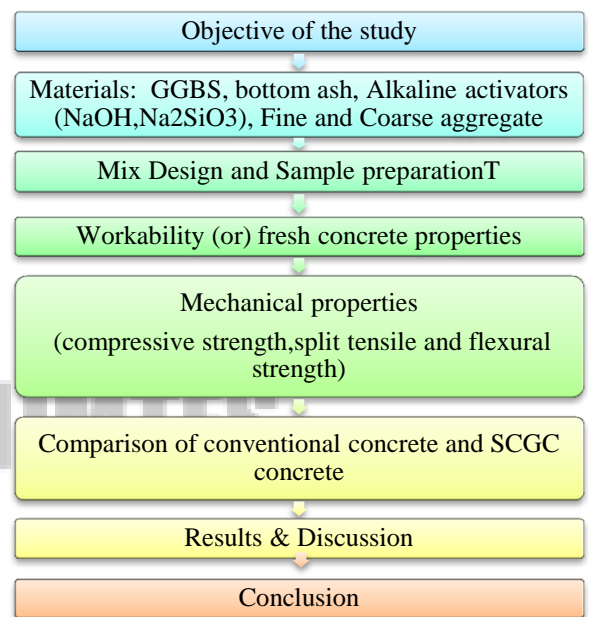 Objective of the study
Materials: GGBS, bottom ash, Alkaline activators
(NaOH,Na2SiO3), Fine and Coarse aggregate
Mix Design and Sample preparationT
Workability (or) fresh concrete properties
Mechanical properties
(compressive strength,split tensile and flexural
strength)
Comparison of conventional concrete and SCGC
concrete
Results & Discussion
Conclusion